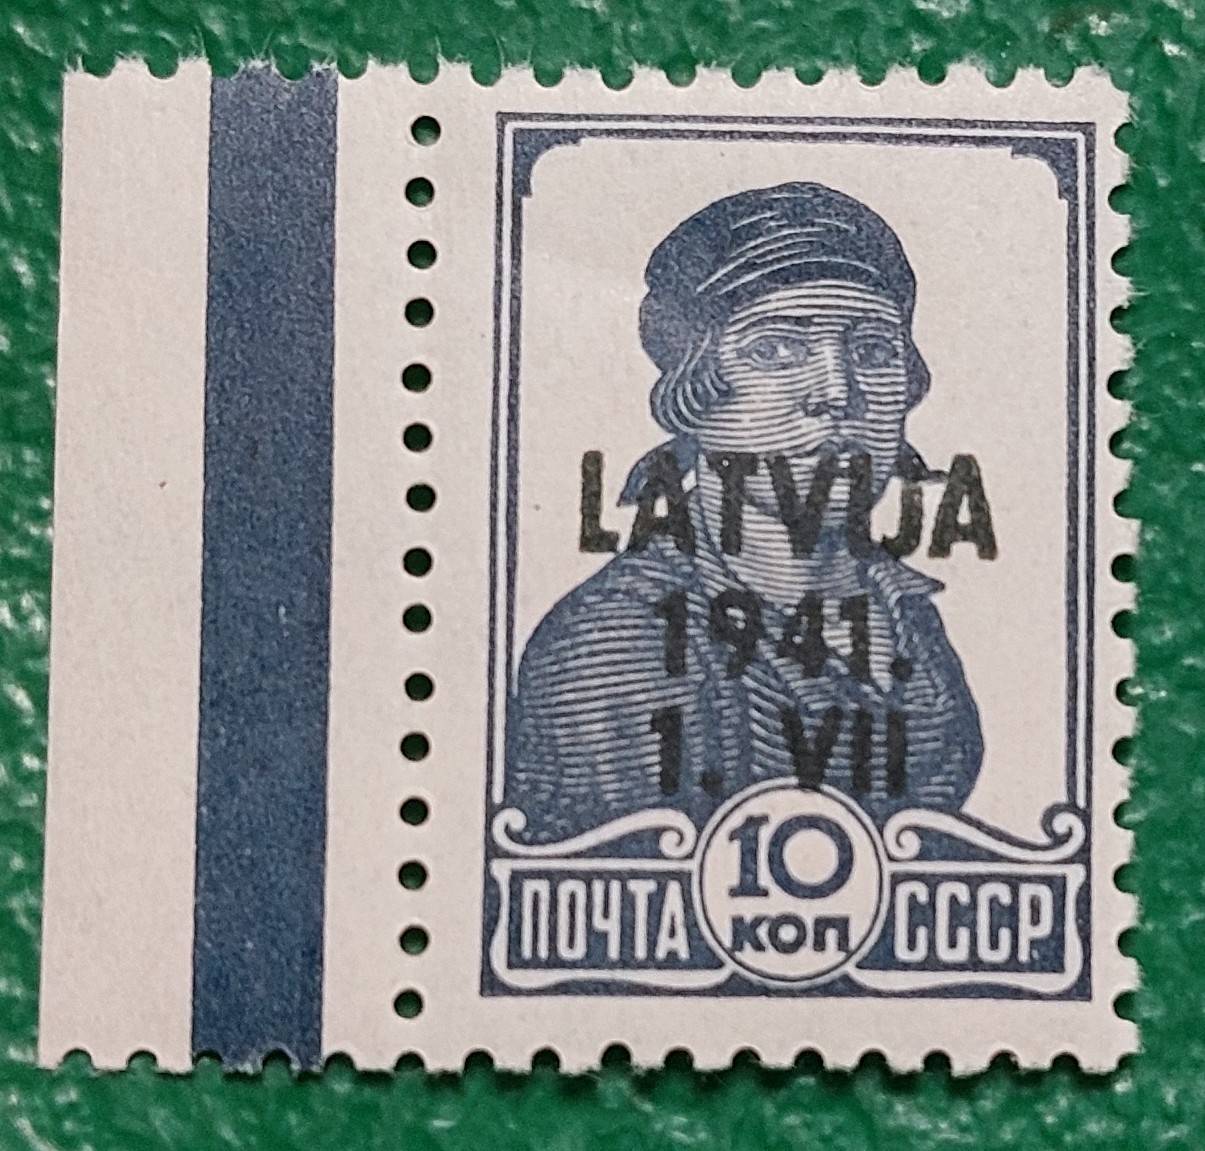 LATVIJA
1941.
1. VII
10
КОП
ПОЧТА СССР